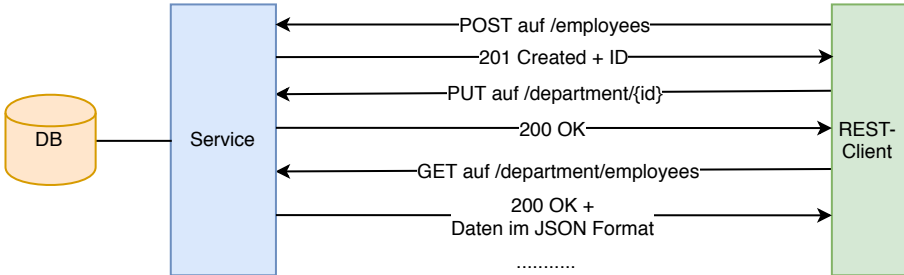 POST auf /employees
201 Created + ID
PUT auf /department/{id}
DB
Service
200 OK
REST-
Client
GET auf /department/employees
200 OK +
Daten im JSON Format
...........